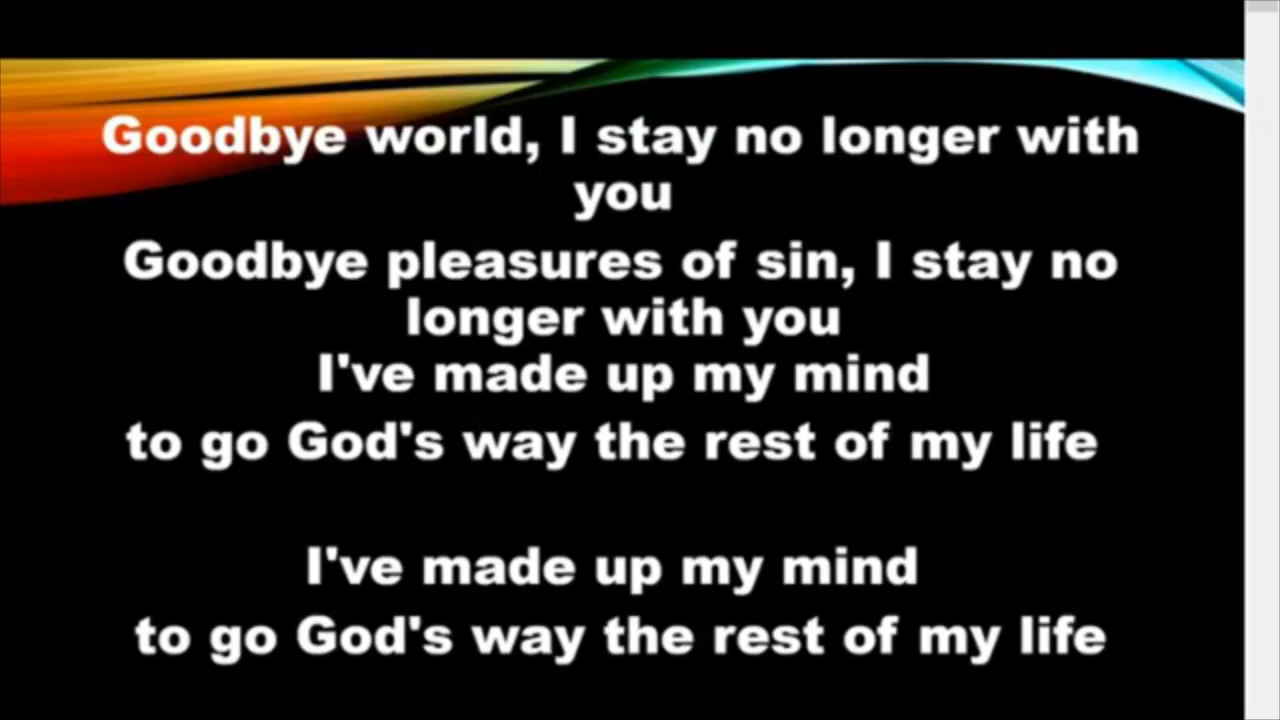 Goodbye world, I stay no longer with
you
Goodbye pleasures of sin, I stay no
longer with you
I've made up my mind
to go God's way the rest of my life
I've made up my mind
to go God's way the rest of my life